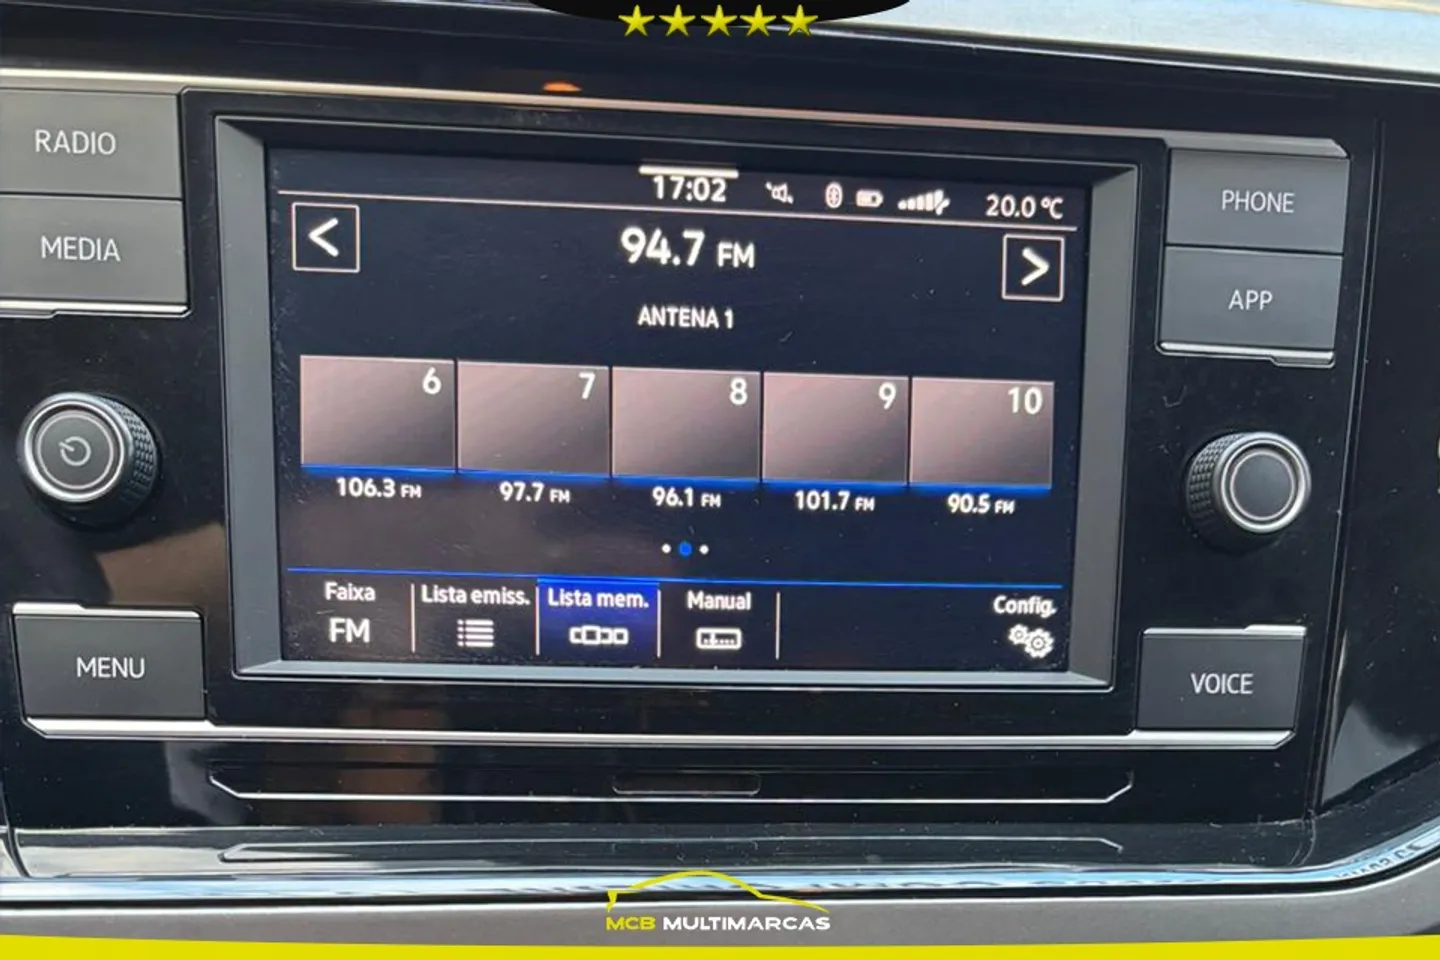 RADIO
MEDIA
MENU
PHONE
APP
VOICE
17:02
20.0 ºC
94.7 FM
ANTENA 1
6
7
8
9
10
106.3 FM
97.7 FM
96.1 FM
101.7 FM
90.5 FM
Faixa
FM
Lista emiss.
Lista mem.
Manual
Config.
MCB MULTIMARCAS